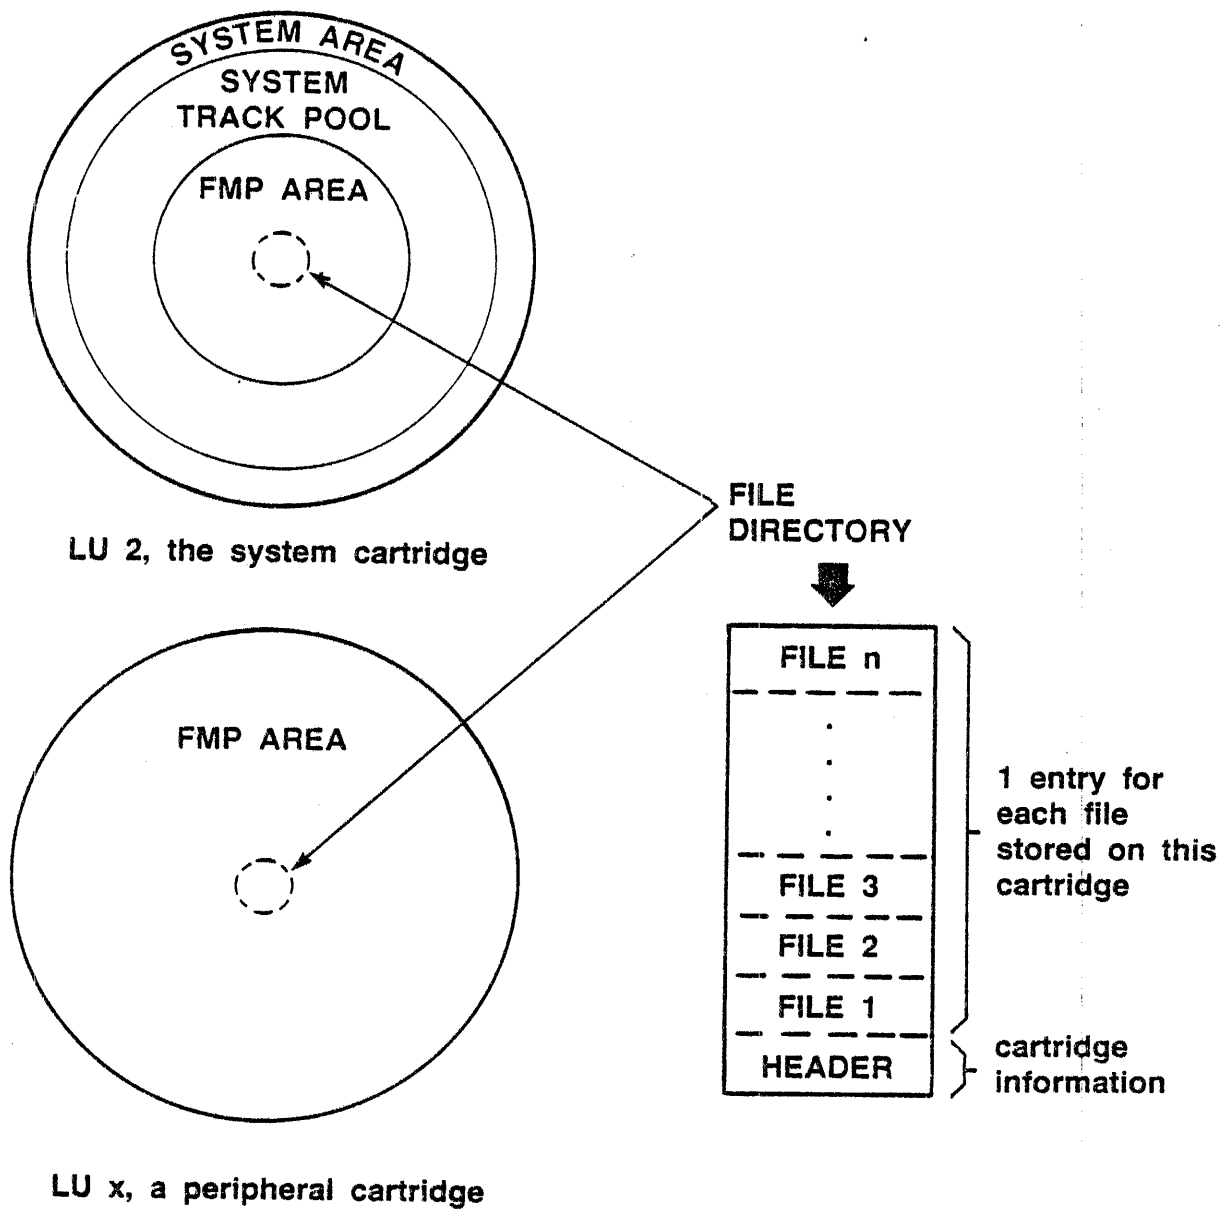 SYSTEM AREA
SYSTEM
TRACK POOL
FMP AREA
LU 2, the system cartridge
FILE
DIRECTORY
FMP AREA
LU x, a peripheral cartridge
FILE n
FILE 3
FILE 2
FILE 1
HEADER
1 entry for
each file
stored on this
cartridge
cartridge
information